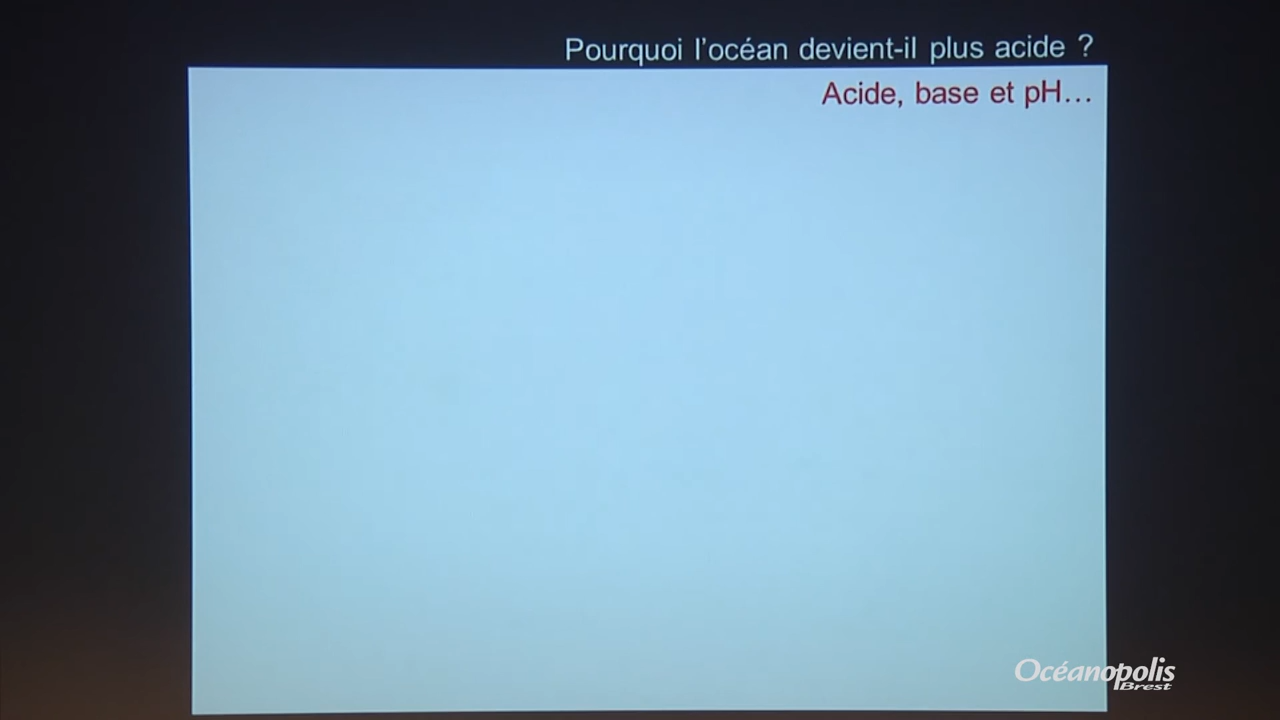 Pourquoi l'océan devient-il plus acide ?
Acide, base et pH...
Océanopolis
Brest